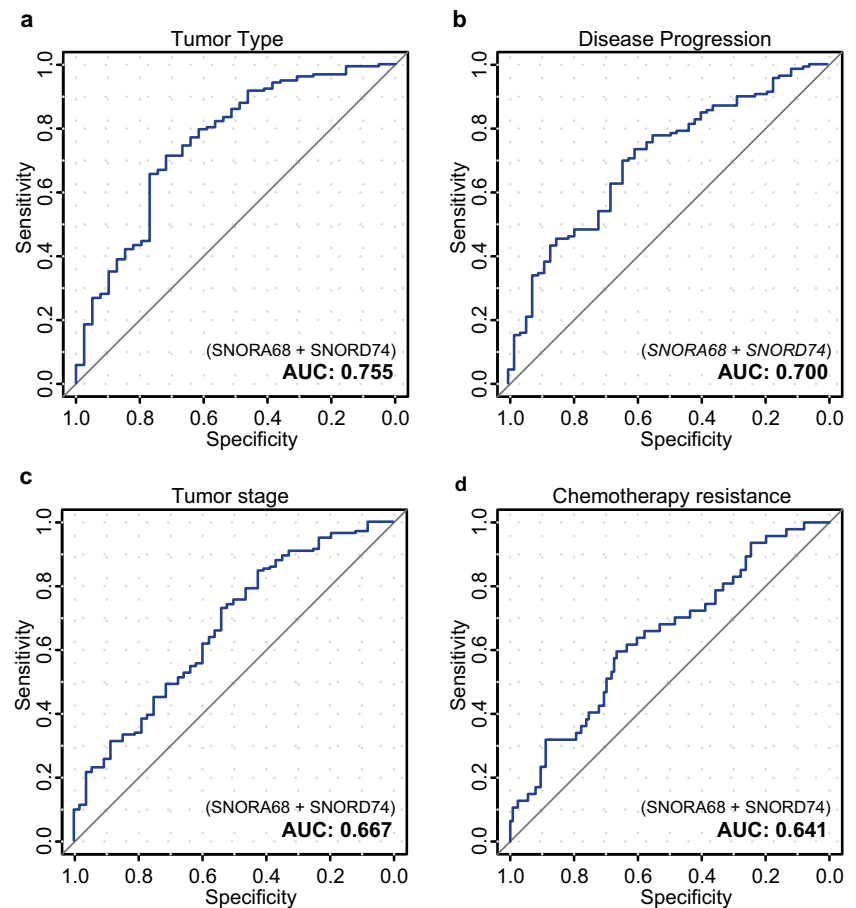 a
Tumor Type
Sensitivity
0.0 0.2 0.4 0.6 0.8 1.0
(SNORA68 + SNORD74)
AUC: 0.755
1.0 0.8 0.6 0.4 0.2 0.0
Specificity
b
Disease Progression
Sensitivity
0.0 0.2 0.4 0.6 0.8 1.0
(SNORA68 + SNORD74)
AUC: 0.700
1.0 0.8 0.6 0.4 0.2 0.0
Specificity
c
Tumor stage
Sensitivity
0.0 0.2 0.4 0.6 0.8 1.0
(SNORA68 + SNORD74)
AUC: 0.667
1.0 0.8 0.6 0.4 0.2 0.0
Specificity
d
Chemotherapy resistance
Sensitivity
0.0 0.2 0.4 0.6 0.8 1.0
(SNORA68 + SNORD74)
AUC: 0.641
1.0 0.8 0.6 0.4 0.2 0.0
Specificity